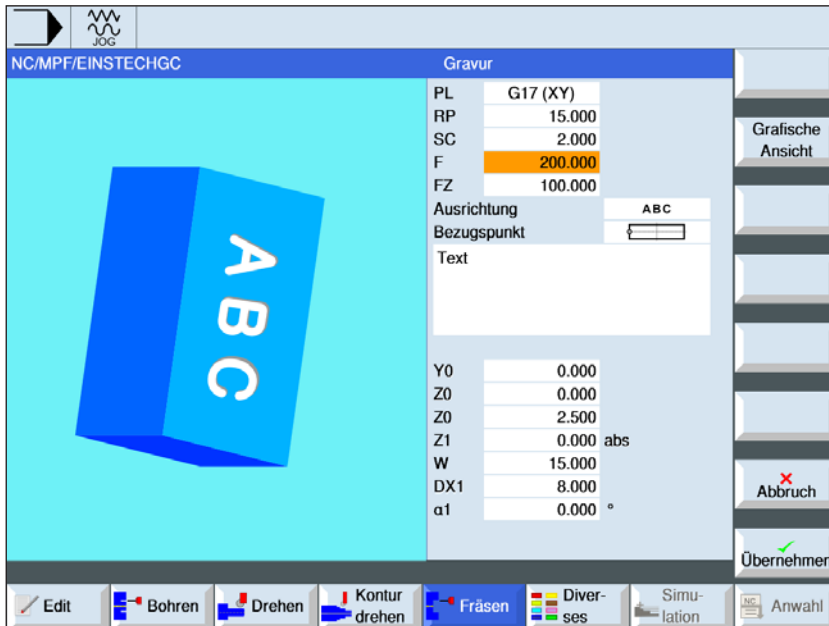 JOG
NC/MPF/EINSTECHGC
Gravur
PL G17 (XY)
RP 15.000
SC 2.000
F 200.000
FZ 100.000
Ausrichtung ABC
Bezugspunkt
Text
Y0 0.000
Z0 0.000
Z0 2.500
Z1 0.000 abs
W 15.000
DX1 8.000
α1 0.000 °
A B C
Grafische
Ansicht
Abbruch
Übernehmen
Edit
Bohren
Drehen
Kontur
drehen
Fräsen
Diver-
ses
Simu-
lation
NC
Anwahl